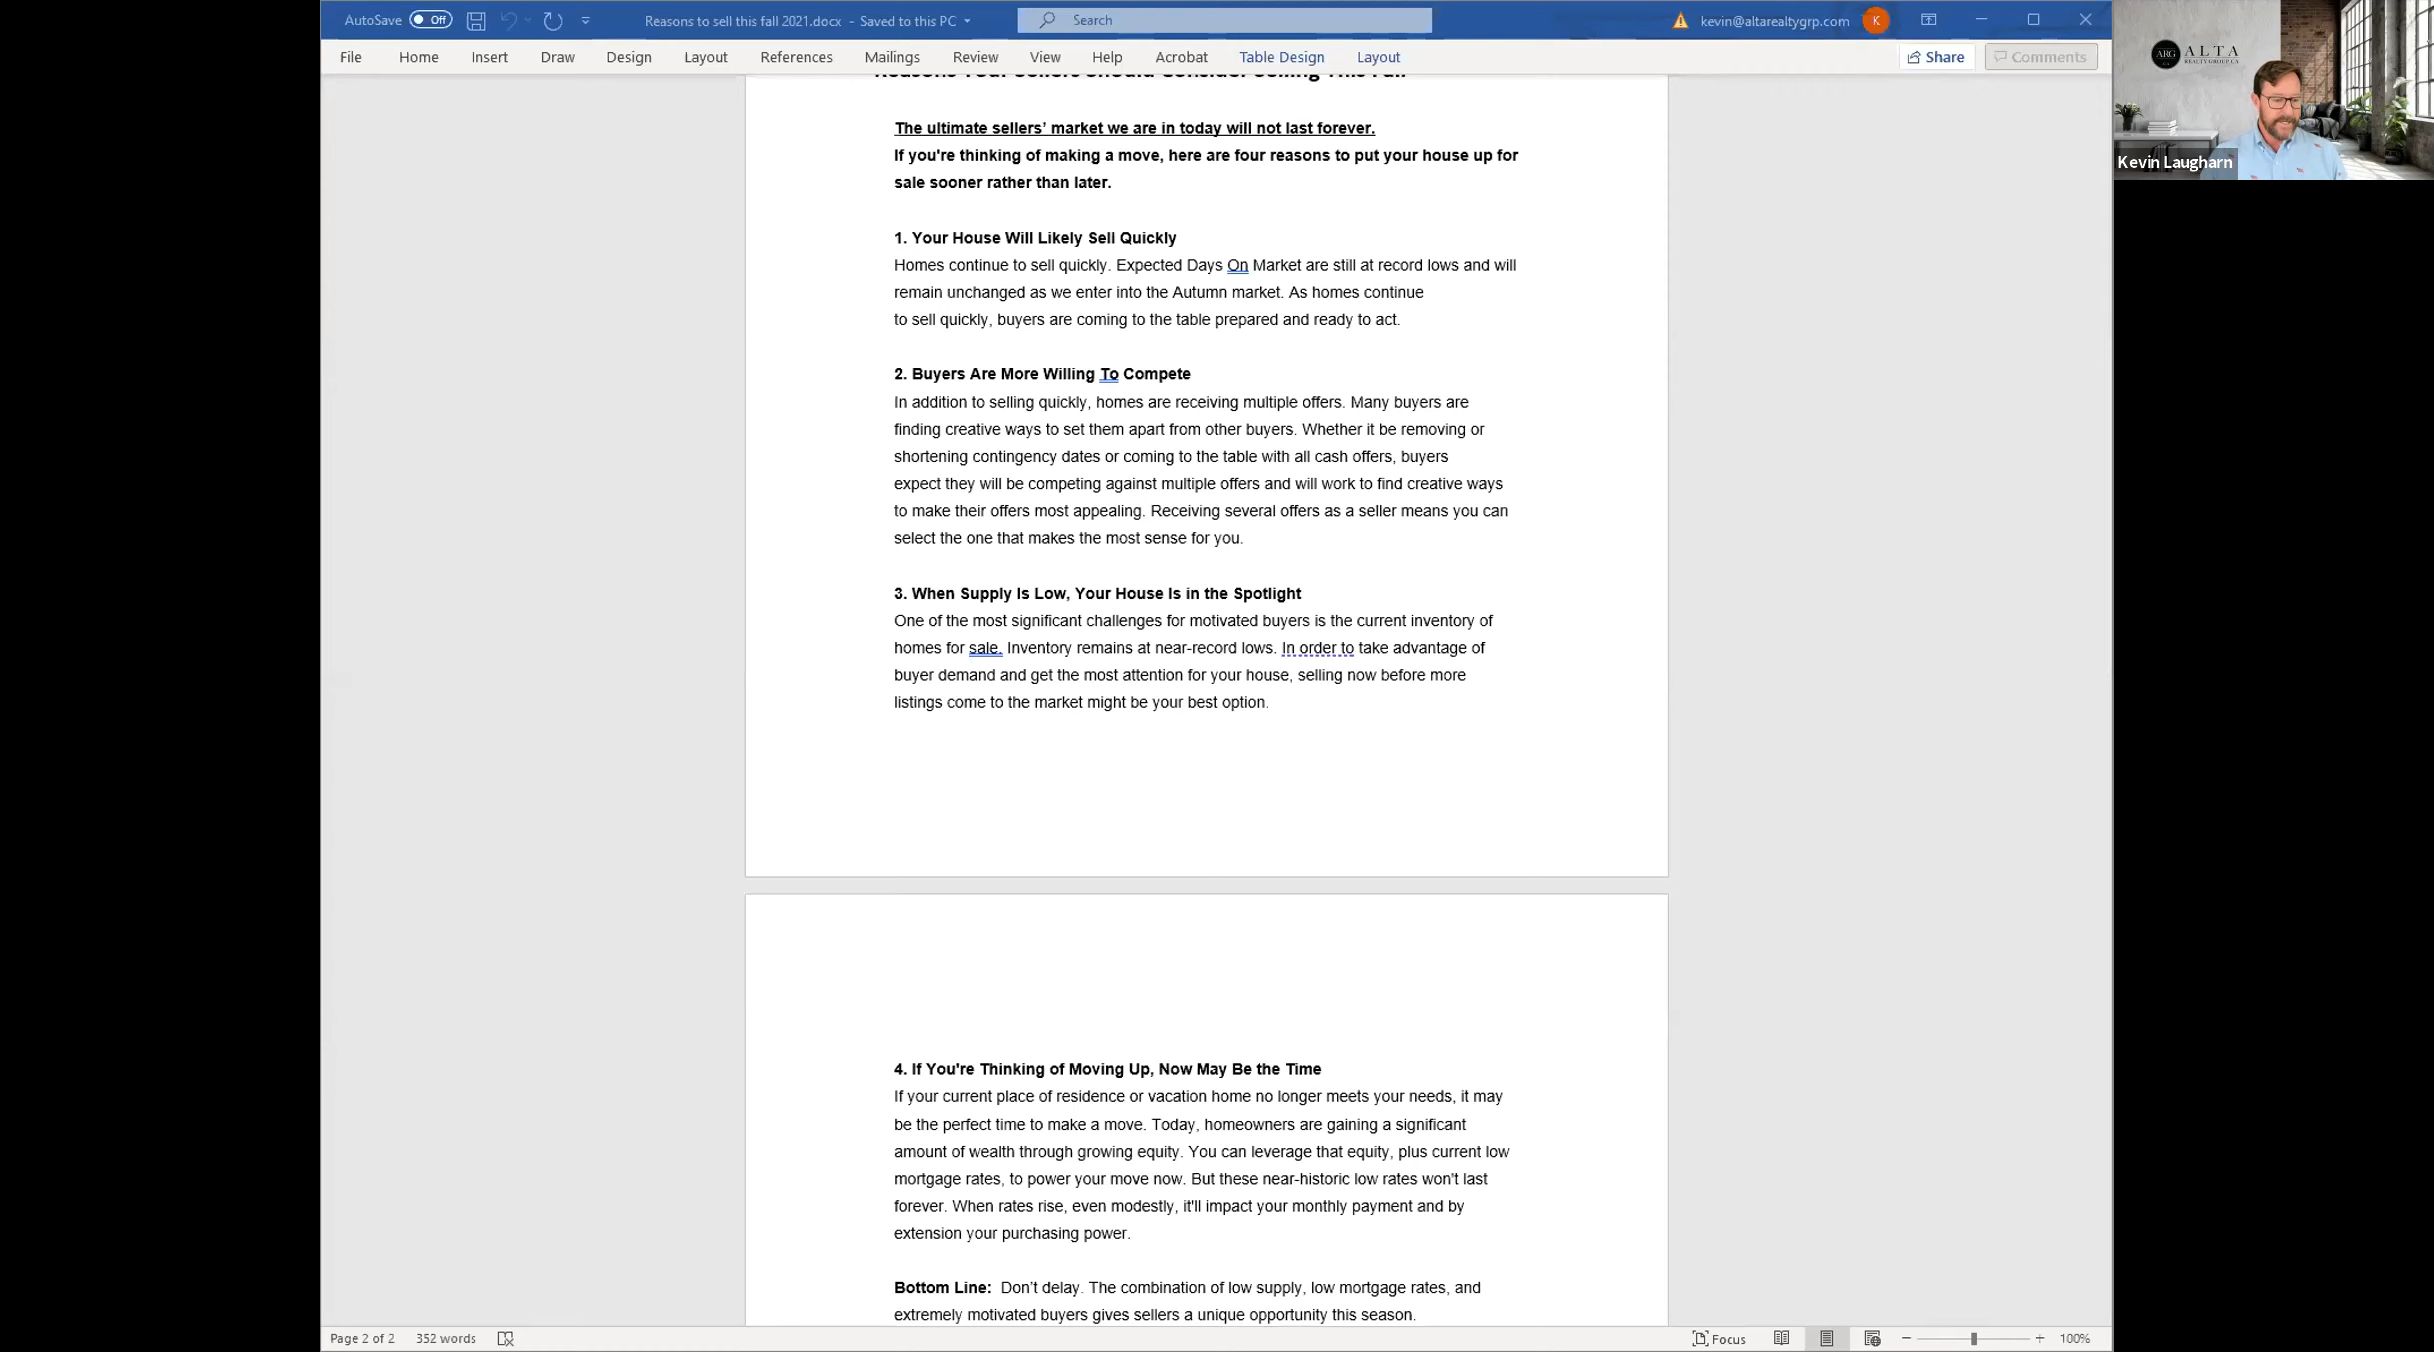 AutoSave Off Reasons to sell this fall 2021.docx - Saved to this PC Search kevin@altarealtygrp.com K
File Home Insert Draw Design Layout References Mailings Review View Help Acrobat Table Design Layout Share Comments
Reasons Your Sellers Should Consider Selling This Fall
The ultimate sellers’ market we are in today will not last forever.
If you're thinking of making a move, here are four reasons to put your house up for
sale sooner rather than later.
1. Your House Will Likely Sell Quickly
Homes continue to sell quickly. Expected Days On Market are still at record lows and will
remain unchanged as we enter into the Autumn market. As homes continue
to sell quickly, buyers are coming to the table prepared and ready to act.
2. Buyers Are More Willing To Compete
In addition to selling quickly, homes are receiving multiple offers. Many buyers are
finding creative ways to set them apart from other buyers. Whether it be removing or
shortening contingency dates or coming to the table with all cash offers, buyers
expect they will be competing against multiple offers and will work to find creative ways
to make their offers most appealing. Receiving several offers as a seller means you can
select the one that makes the most sense for you.
3. When Supply Is Low, Your House Is in the Spotlight
One of the most significant challenges for motivated buyers is the current inventory of
homes for sale. Inventory remains at near-record lows. In order to take advantage of
buyer demand and get the most attention for your house, selling now before more
listings come to the market might be your best option.
4. If You're Thinking of Moving Up, Now May Be the Time
If your current place of residence or vacation home no longer meets your needs, it may
be the perfect time to make a move. Today, homeowners are gaining a significant
amount of wealth through growing equity. You can leverage that equity, plus current low
mortgage rates, to power your move now. But these near-historic low rates won't last
forever. When rates rise, even modestly, it'll impact your monthly payment and by
extension your purchasing power.
Bottom Line: Don’t delay. The combination of low supply, low mortgage rates, and
extremely motivated buyers gives sellers a unique opportunity this season.
Page 2 of 2 352 words Focus 100%
ARG ALTA
Kevin Laugharn